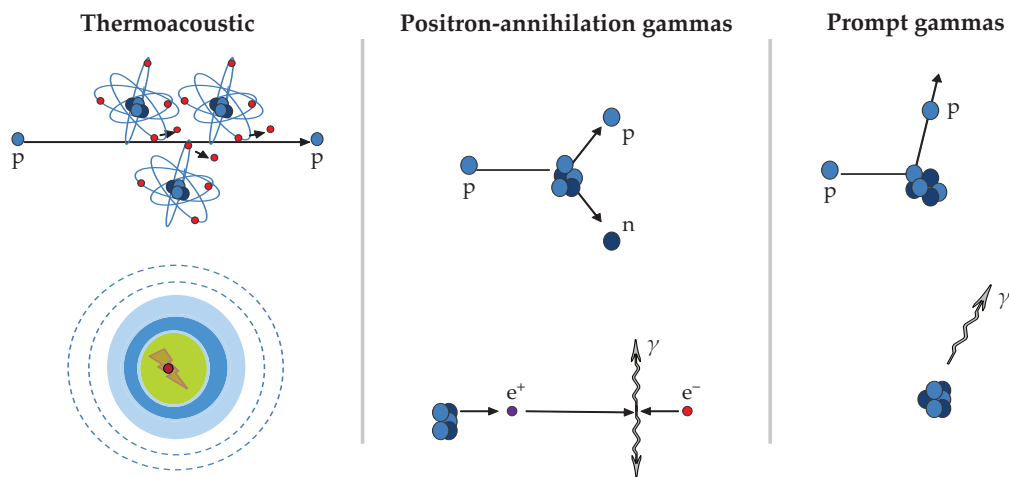 Thermoacoustic
Positron-annihilation gammas
Prompt gammas
p
p
p
p
n
p
p
γ
e⁺
e⁻
γ